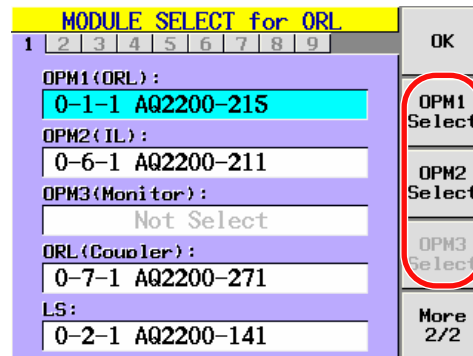 MODULE SELECT for ORL
1 2 3 4 5 6 7 8 9
OPM1(ORL):
0-1-1 AQ2200-215
OPM2(IL):
0-6-1 AQ2200-211
OPM3(Monitor):
Not Select
ORL(Coupler):
0-7-1 AQ2200-271
LS:
0-2-1 AQ2200-141
OK
OPM1
Select
OPM2
Select
OPM3
Select
More
2/2